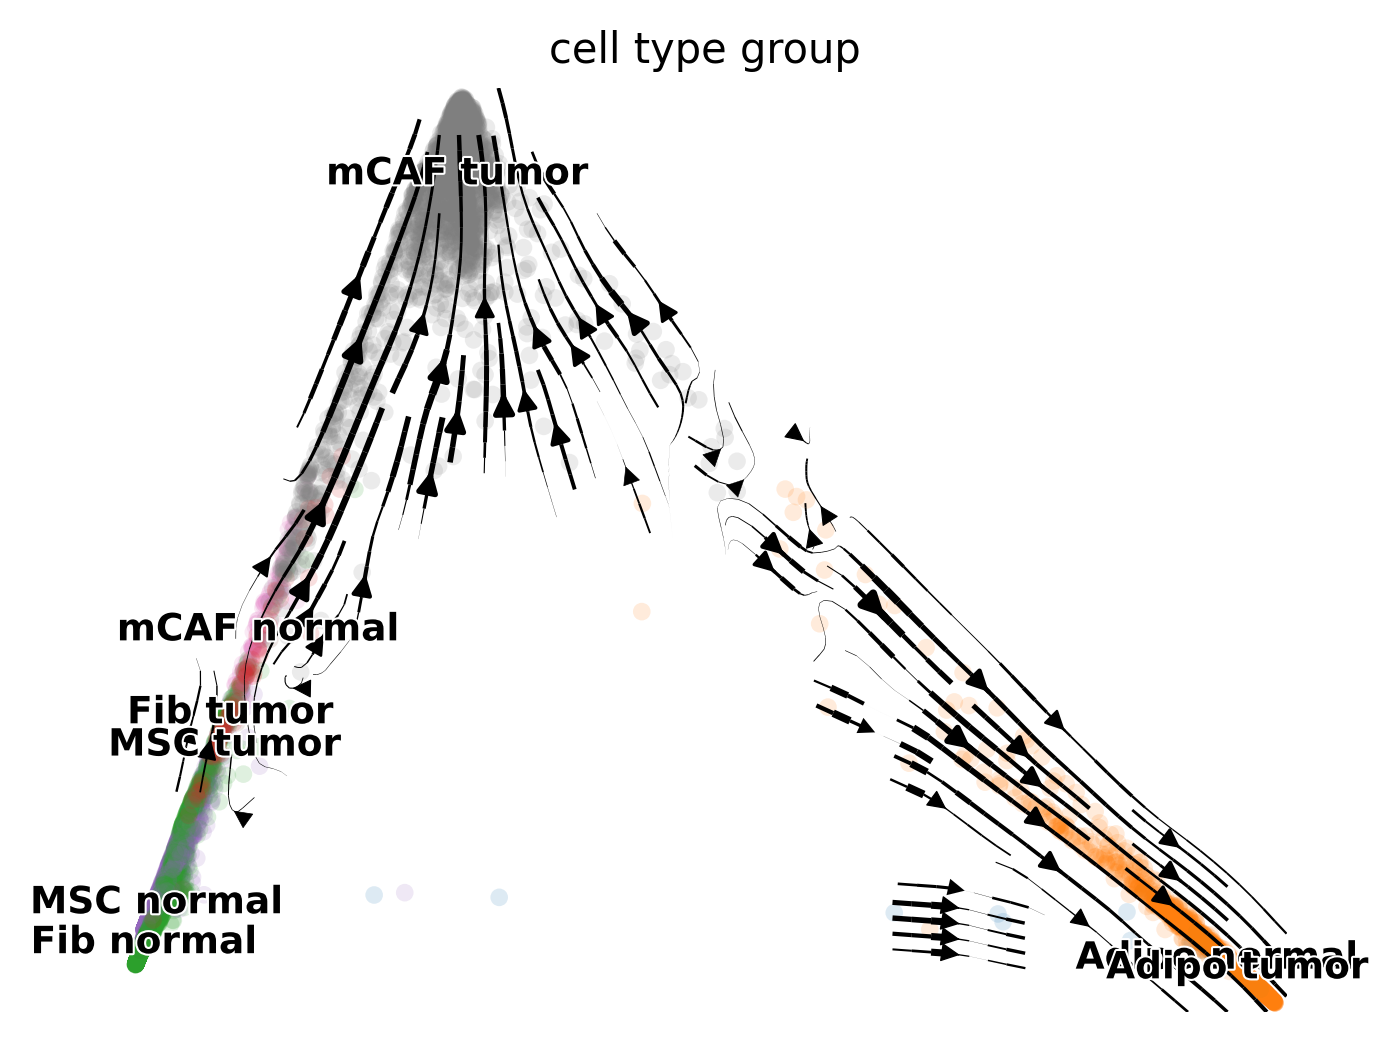 cell type group
mCAF tumor
mCAF normal
Fib tumor
MSC tumor
MSC normal
Fib normal
Adipo normal
Adipo tumor